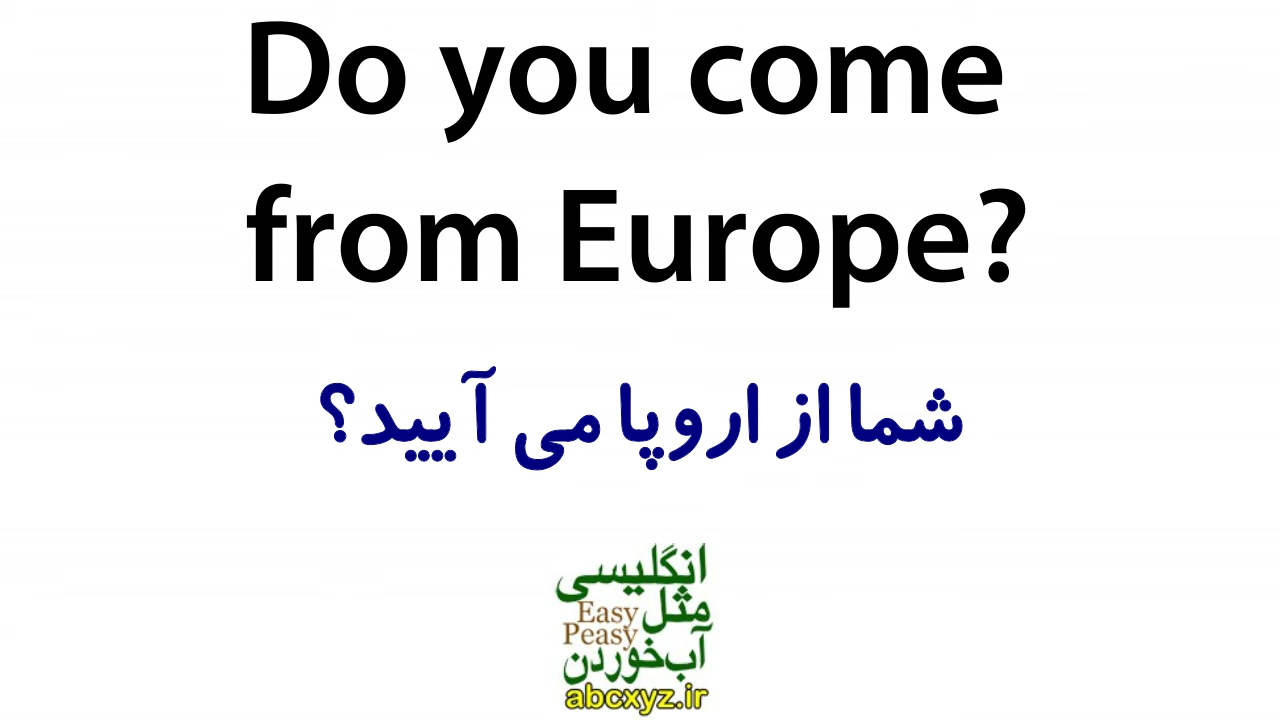 Do you come
from Europe?
شما از اروپا می آیید؟
انگلیسی
مثل
Easy
Peasy
آب‌خوردن
abcxyz.ir